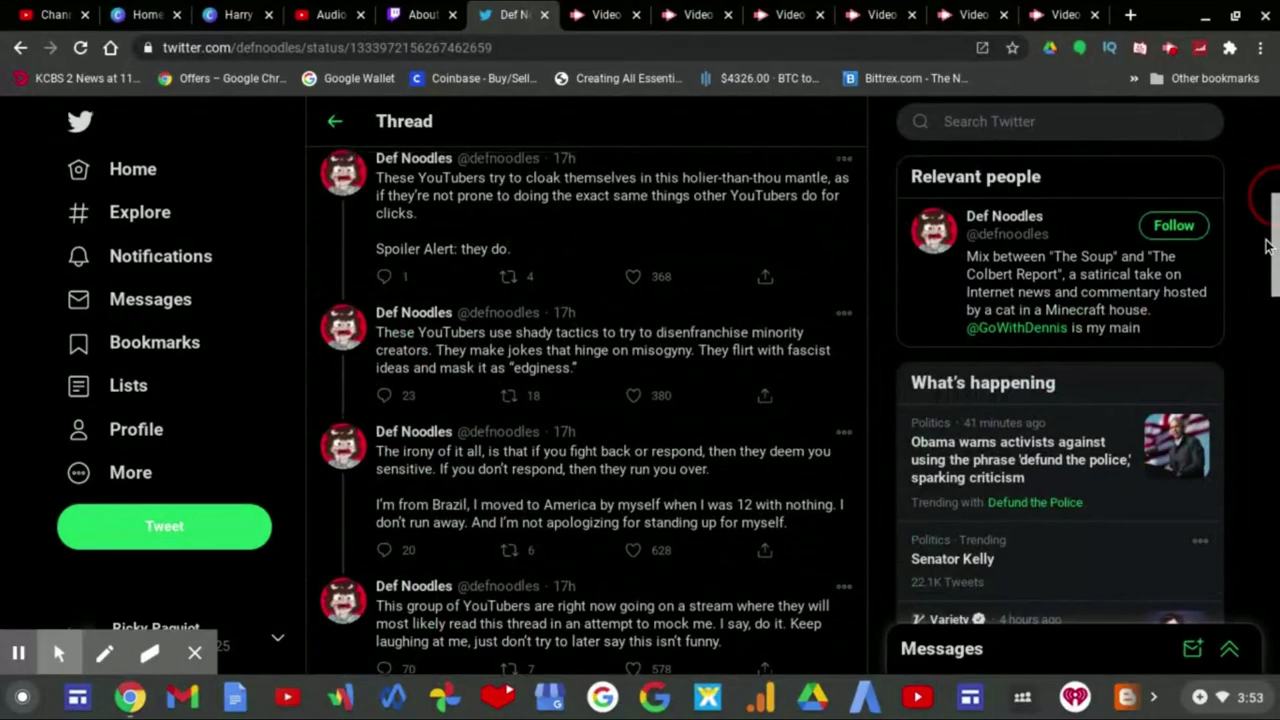 Chan
Home
Harry
Audio
About
Def N
Video
Video
Video
Video
Video
Video
twitter.com/defnoodles/status/1333972156267462659
KCBS 2 News at 11...
Offers – Google Chr...
Google Wallet
Coinbase - Buy/Sell...
Creating All Essenti...
$4326.00 · BTC to...
Bittrex.com - The N...
Other bookmarks
Home
Explore
Notifications
Messages
Bookmarks
Lists
Profile
More
Tweet
Thread
Def Noodles @defnoodles · 17h
These YouTubers try to cloak themselves in this holier-than-thou mantle, as
if they're not prone to doing the exact same things other YouTubers do for
clicks.
Spoiler Alert: they do.
1 4 368
Def Noodles @defnoodles · 17h
These YouTubers use shady tactics to try to disenfranchise minority
creators. They make jokes that hinge on misogyny. They flirt with fascist
ideas and mask it as “edginess.”
23 18 380
Def Noodles @defnoodles · 17h
The irony of it all, is that if you fight back or respond, then they deem you
sensitive. If you don't respond, then they run you over.
I'm from Brazil, I moved to America by myself when I was 12 with nothing. I
don't run away. And I'm not apologizing for standing up for myself.
20 6 628
Def Noodles @defnoodles · 17h
This group of YouTubers are right now going on a stream where they will
most likely read this thread in an attempt to mock me. I say, do it. Keep
laughing at me, just don't try to later say this isn't funny.
70 7 578
Search Twitter
Relevant people
Def Noodles
@defnoodles
Follow
Mix between "The Soup" and "The
Colbert Report", a satirical take on
Internet news and commentary hosted
by a cat in a Minecraft house.
@GoWithDennis is my main
What's happening
Politics · 41 minutes ago
Obama warns activists against
using the phrase 'defund the police,'
sparking criticism
Trending with Defund the Police
Politics · Trending
Senator Kelly
22.1K Tweets
Variety · 4 hours ago
Messages
25
3:53